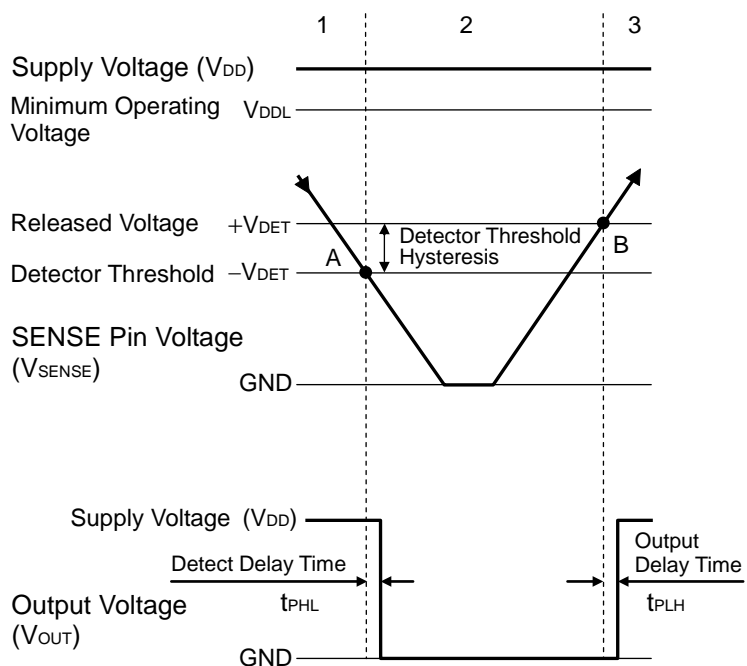 1 2 3
Supply Voltage (VDD)
Minimum Operating
Voltage
VDDL
Released Voltage +VDET
Detector Threshold
Hysteresis
A
B
Detector Threshold −VDET
SENSE Pin Voltage
(VSENSE)
GND
Supply Voltage (VDD)
Detect Delay Time
tPHL
Output
Delay Time
tPLH
Output Voltage
(VOUT)
GND